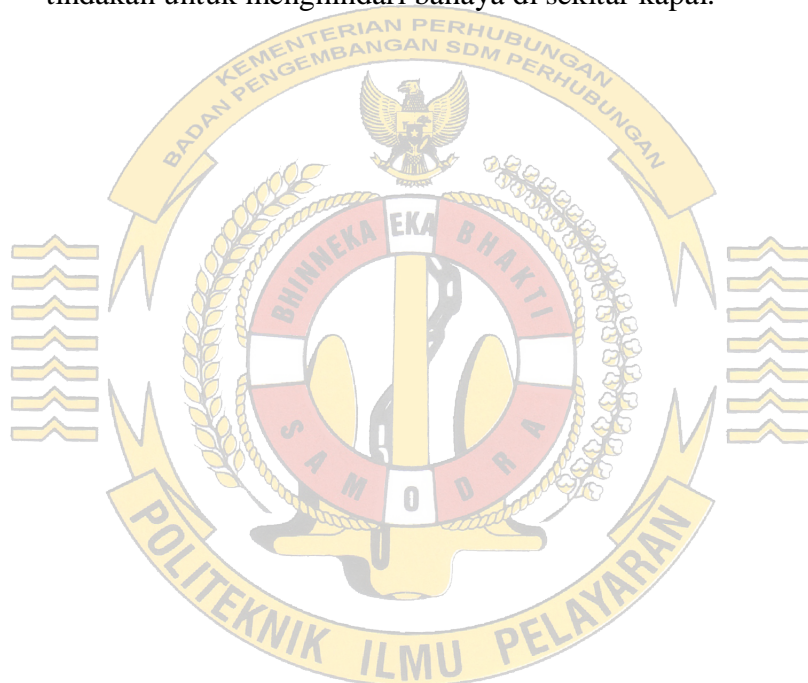 tindakan untuk menghindari bahaya di sekitar kapal.
KEMENTERIAN PERHUBUNGAN
BADAN PENGEMBANGAN SDM PERHUBUNGAN
BHINNEKA EKA BHAKTI
SAMODRA
POLITEKNIK ILMU PELAYARAN